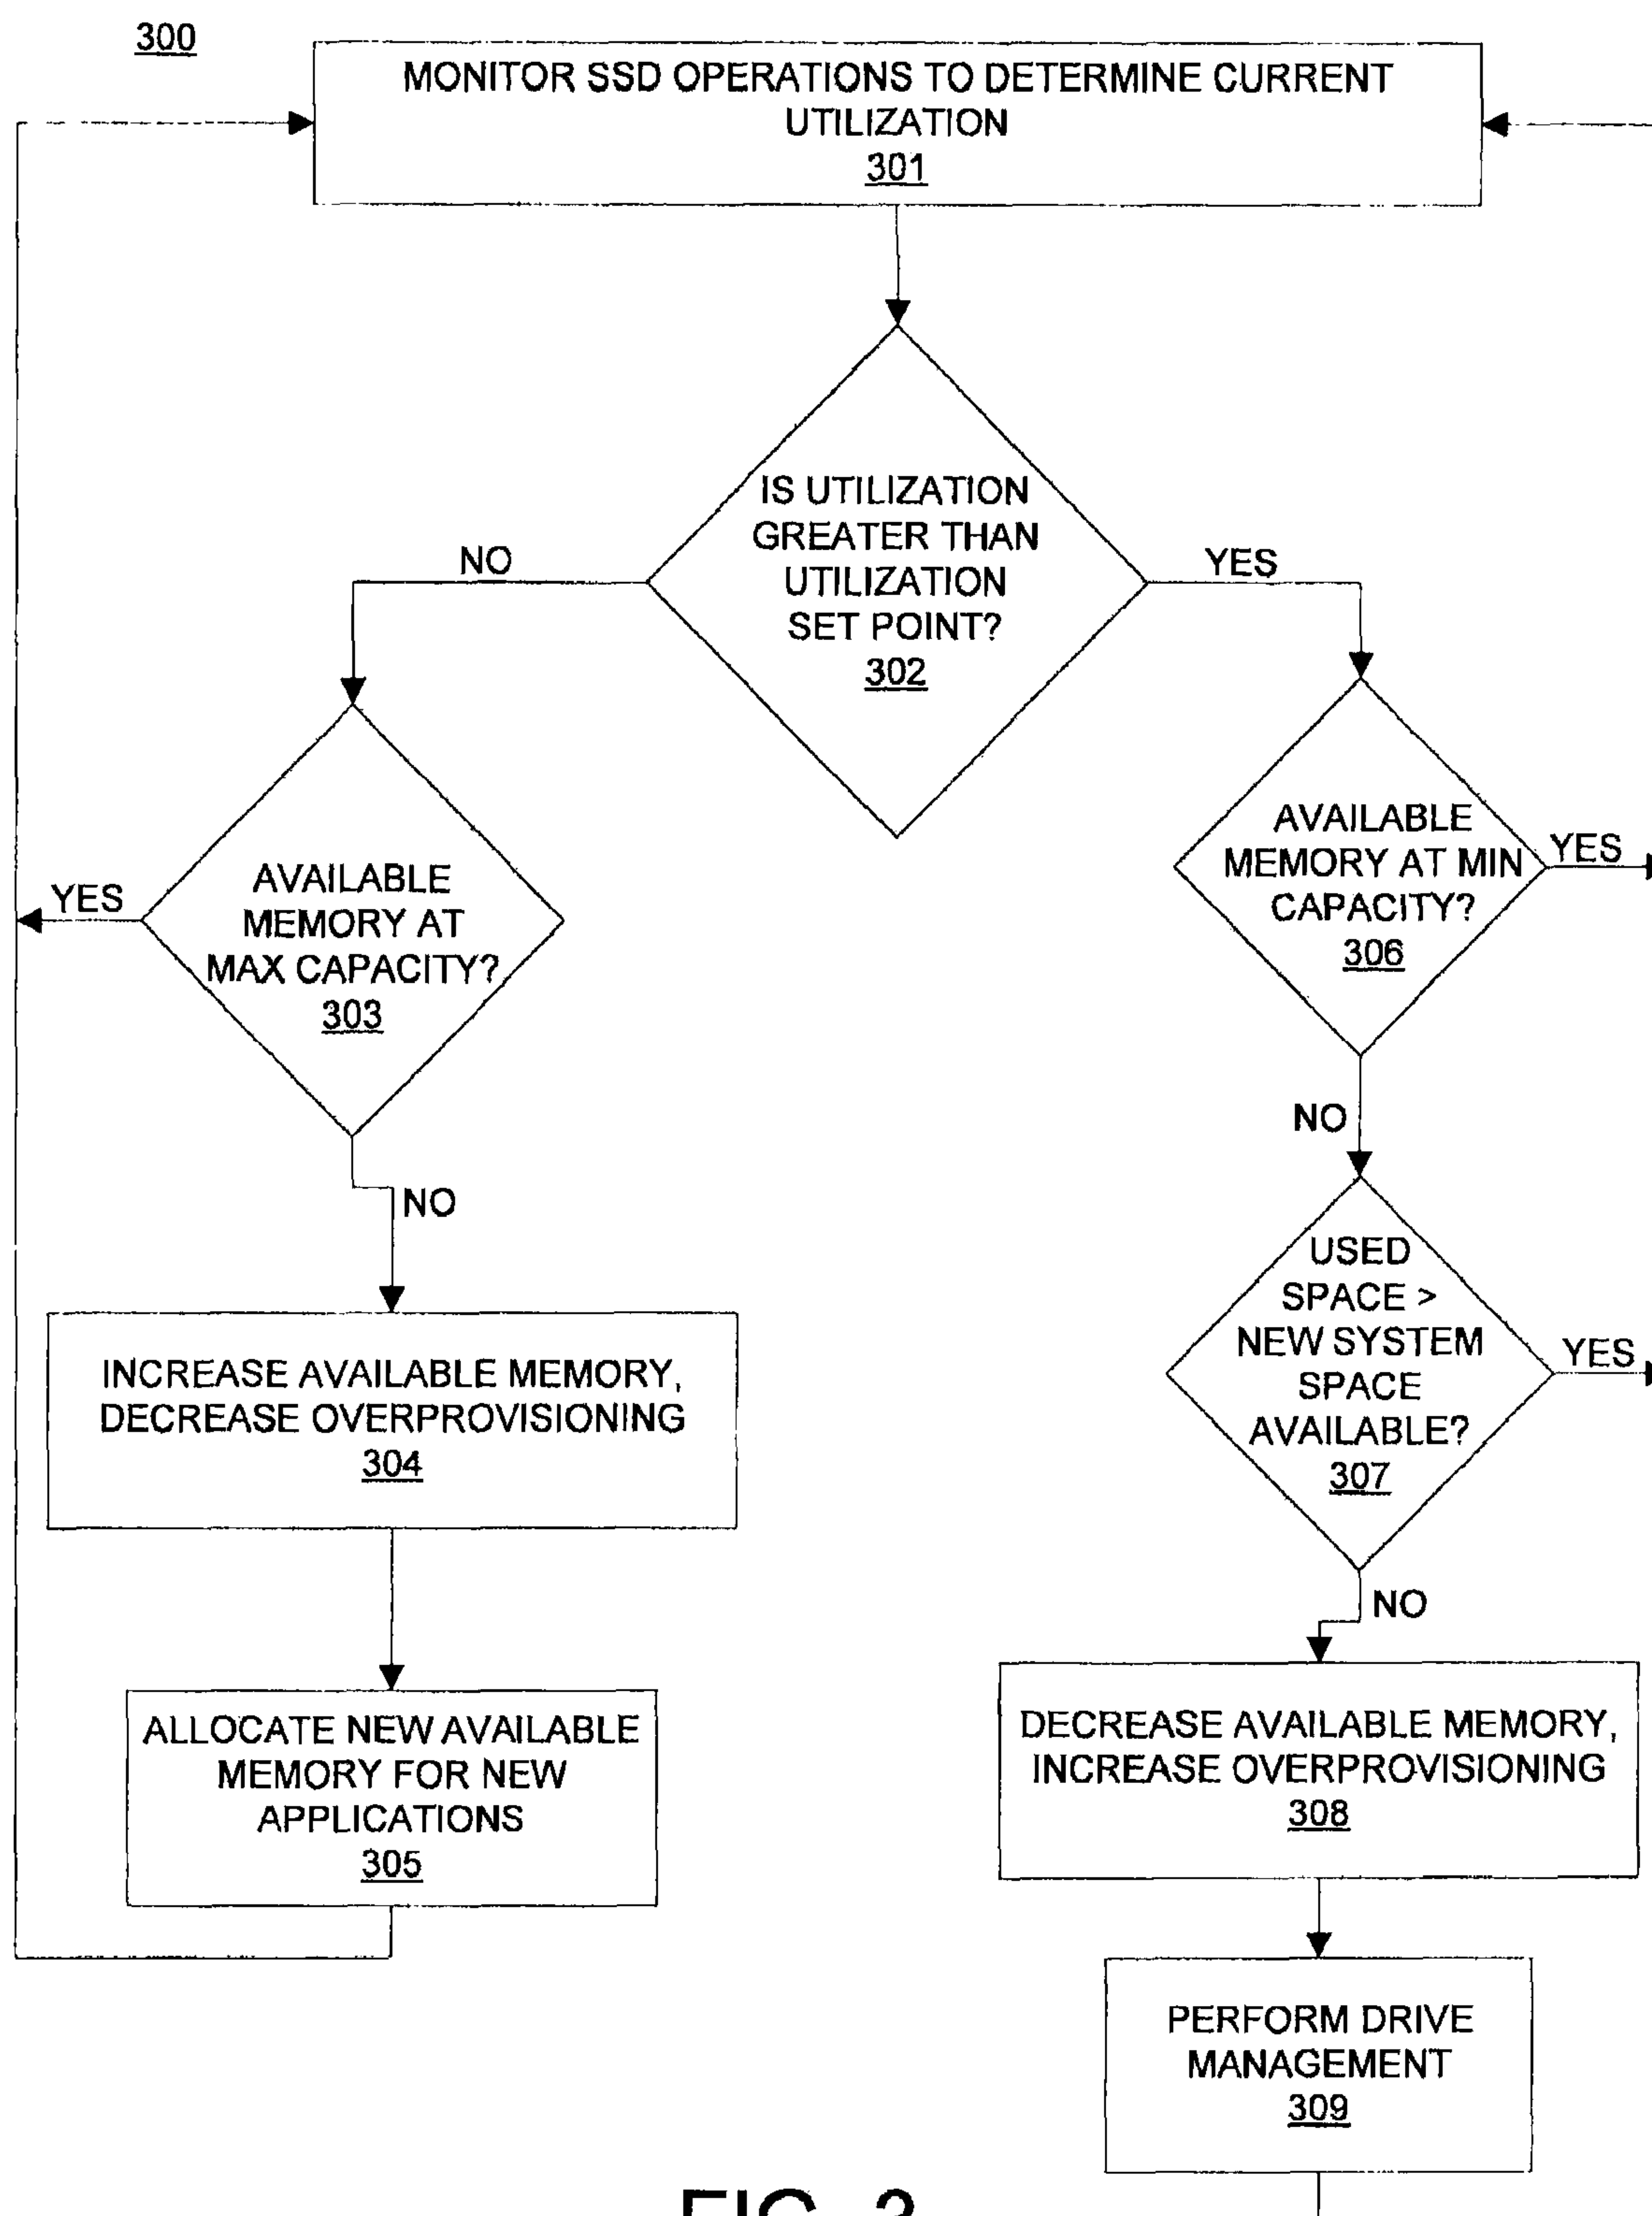 300
MONITOR SSD OPERATIONS TO DETERMINE CURRENT
UTILIZATION
301
IS UTILIZATION
GREATER THAN
UTILIZATION
SET POINT?
302
NO
YES
AVAILABLE
MEMORY AT
MAX CAPACITY?
303
YES
NO
AVAILABLE
MEMORY AT MIN
CAPACITY?
306
YES
NO
INCREASE AVAILABLE MEMORY,
DECREASE OVERPROVISIONING
304
USED
SPACE >
NEW SYSTEM
SPACE
AVAILABLE?
307
YES
NO
ALLOCATE NEW AVAILABLE
MEMORY FOR NEW
APPLICATIONS
305
DECREASE AVAILABLE MEMORY,
INCREASE OVERPROVISIONING
308
PERFORM DRIVE
MANAGEMENT
309
FIG. 3